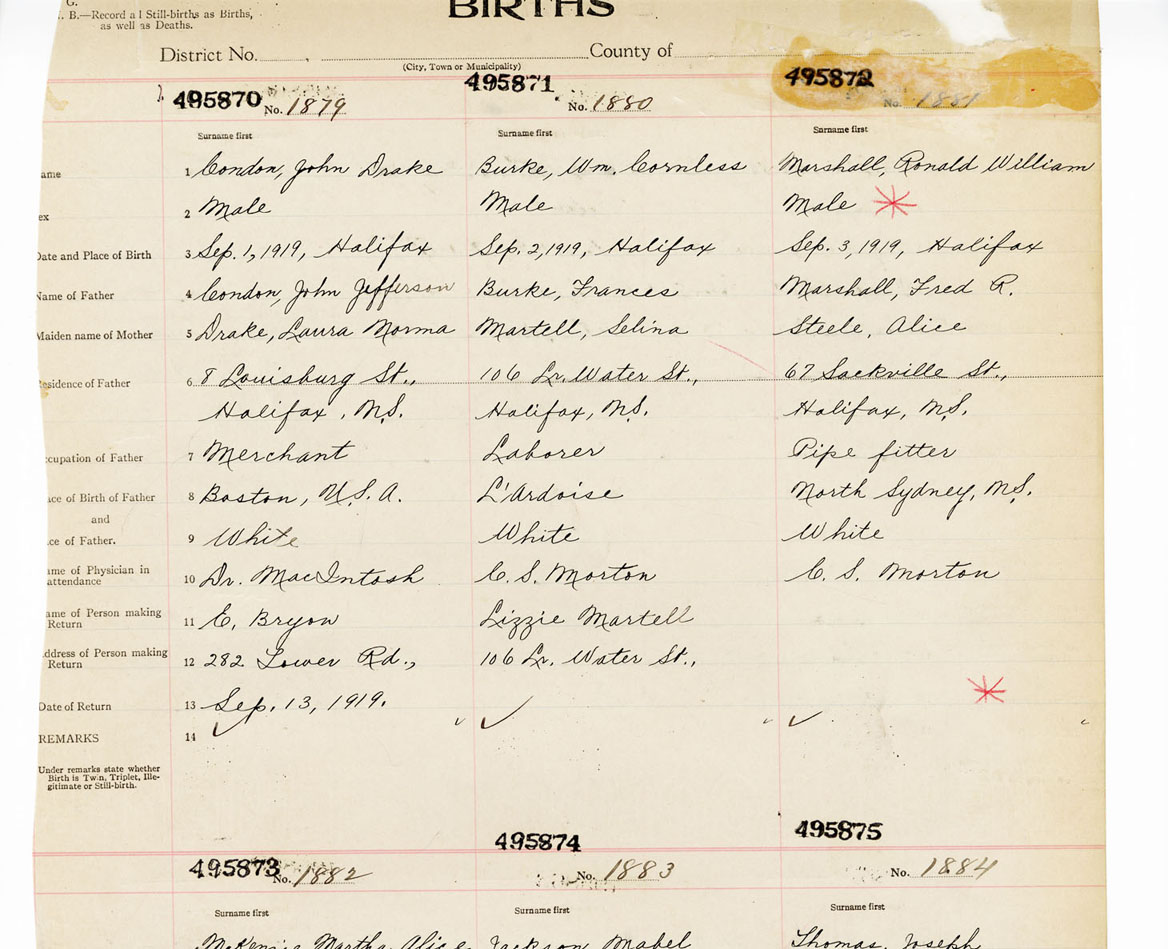 G.
B.—Record a l Still-births as Births,
as well as Deaths.
BIRTHS
District No. County of
(City, Town or Municipality)
495870 No. 1879 495871 No. 1880 495872 No. 1881
Surname first Surname first Surname first
ame 1 Condon, John Drake Burke, Wm. Cornless Marshall, Ronald William
ex 2 Male Male Male
Date and Place of Birth 3 Sep. 1, 1919, Halifax Sep. 2, 1919, Halifax Sep. 3, 1919, Halifax
Name of Father 4 Condon, John Jefferson Burke, Frances Marshall, Fred R.
Maiden name of Mother 5 Drake, Laura Norma Martell, Selina Steele, Alice
esidence of Father 6 8 Louisburg St., 106 Lr. Water St., 67 Sackville St.,
Halifax, N.S. Halifax, N.S. Halifax, N.S.
ccupation of Father 7 Merchant Laborer Pipe fitter
ace of Birth of Father 8 Boston, U.S.A. L'Ardoise North Sydney, N.S.
and
ce of Father. 9 White White White
ame of Physician in
attendance 10 Dr. MacIntosh C. S. Morton C. S. Morton
ame of Person making
Return 11 E. Bryon Lizzie Martell
ddress of Person making
Return 12 282 Lower Rd., 106 Lr. Water St.,
Date of Return 13 Sep. 13, 1919.
REMARKS 14
Under remarks state whether
Birth is Twin, Triplet, Ille-
gitimate or Still-birth.
495873 No. 1882 495874 No. 1883 495875 No. 1884
Surname first Surname first Surname first
McKenzie Martha Alice Jackson Mabel Thomas, Joseph